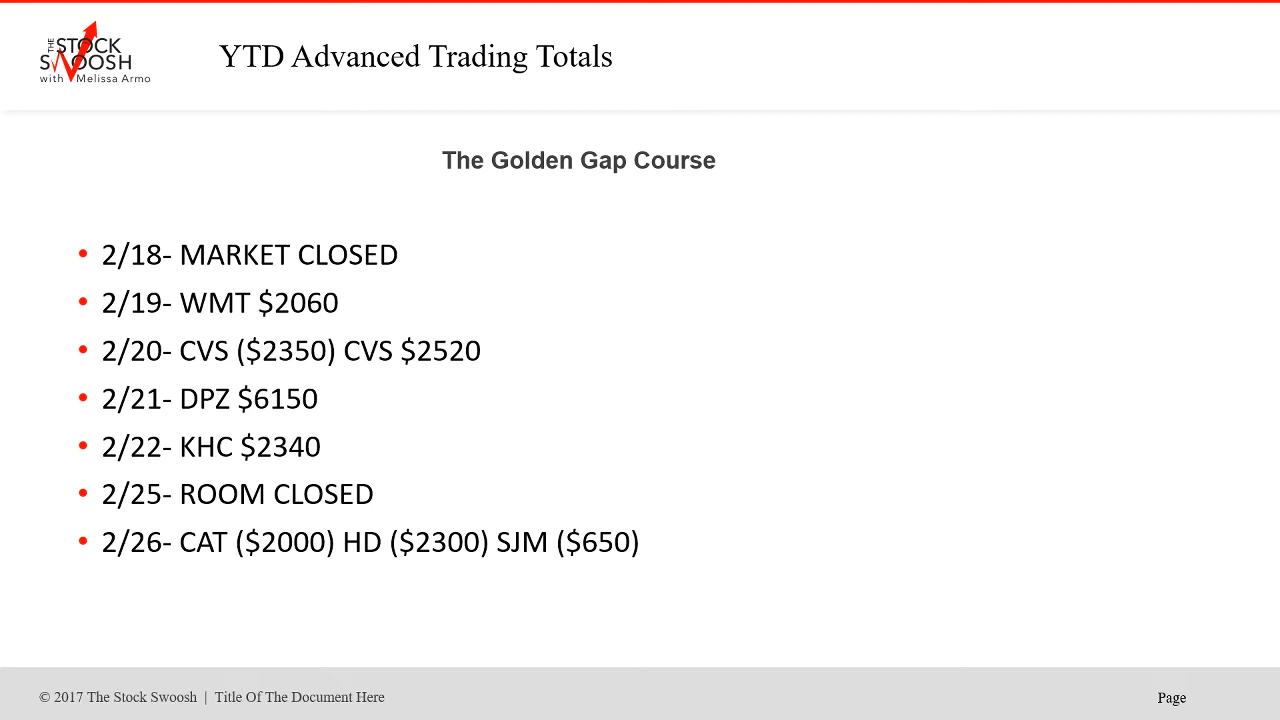 THE STOCK
SWOOSH
with Melissa Armo
YTD Advanced Trading Totals
The Golden Gap Course
• 2/18- MARKET CLOSED
• 2/19- WMT $2060
• 2/20- CVS ($2350) CVS $2520
• 2/21- DPZ $6150
• 2/22- KHC $2340
• 2/25- ROOM CLOSED
• 2/26- CAT ($2000) HD ($2300) SJM ($650)
© 2017 The Stock Swoosh | Title Of The Document Here
Page